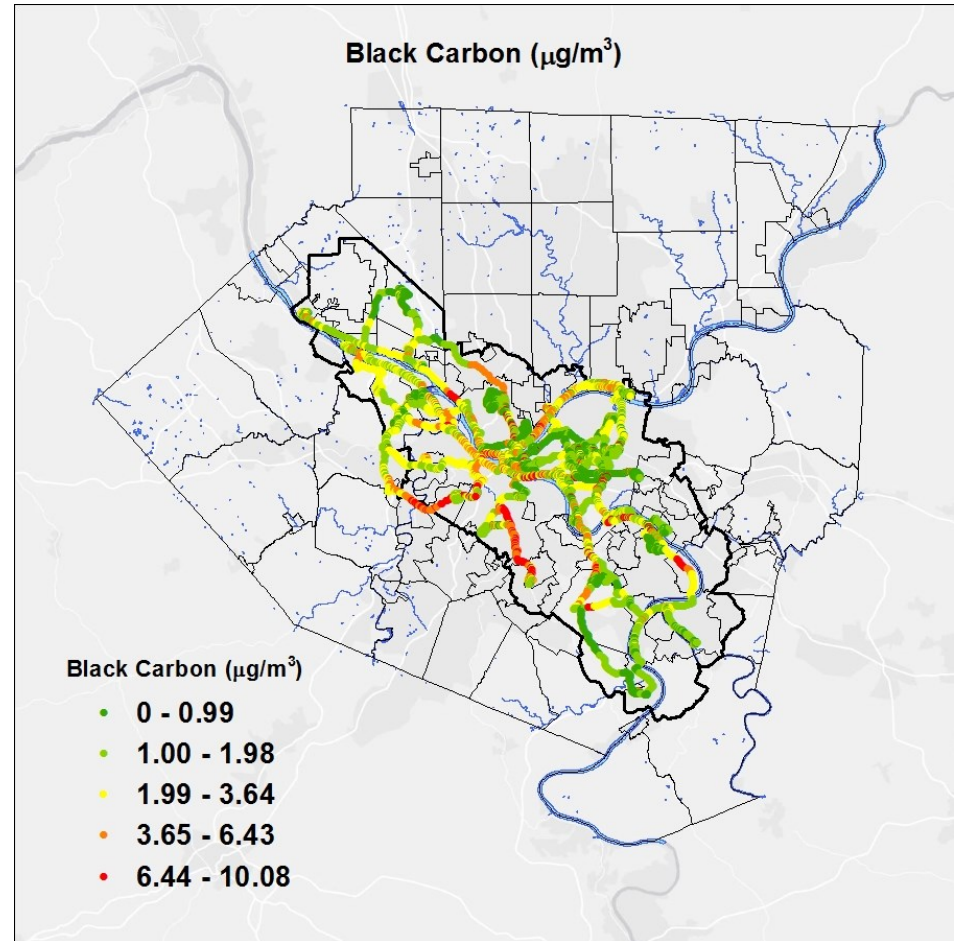 Black Carbon (μg/m³)
Black Carbon (μg/m³)
0 - 0.99
1.00 - 1.98
1.99 - 3.64
3.65 - 6.43
6.44 - 10.08